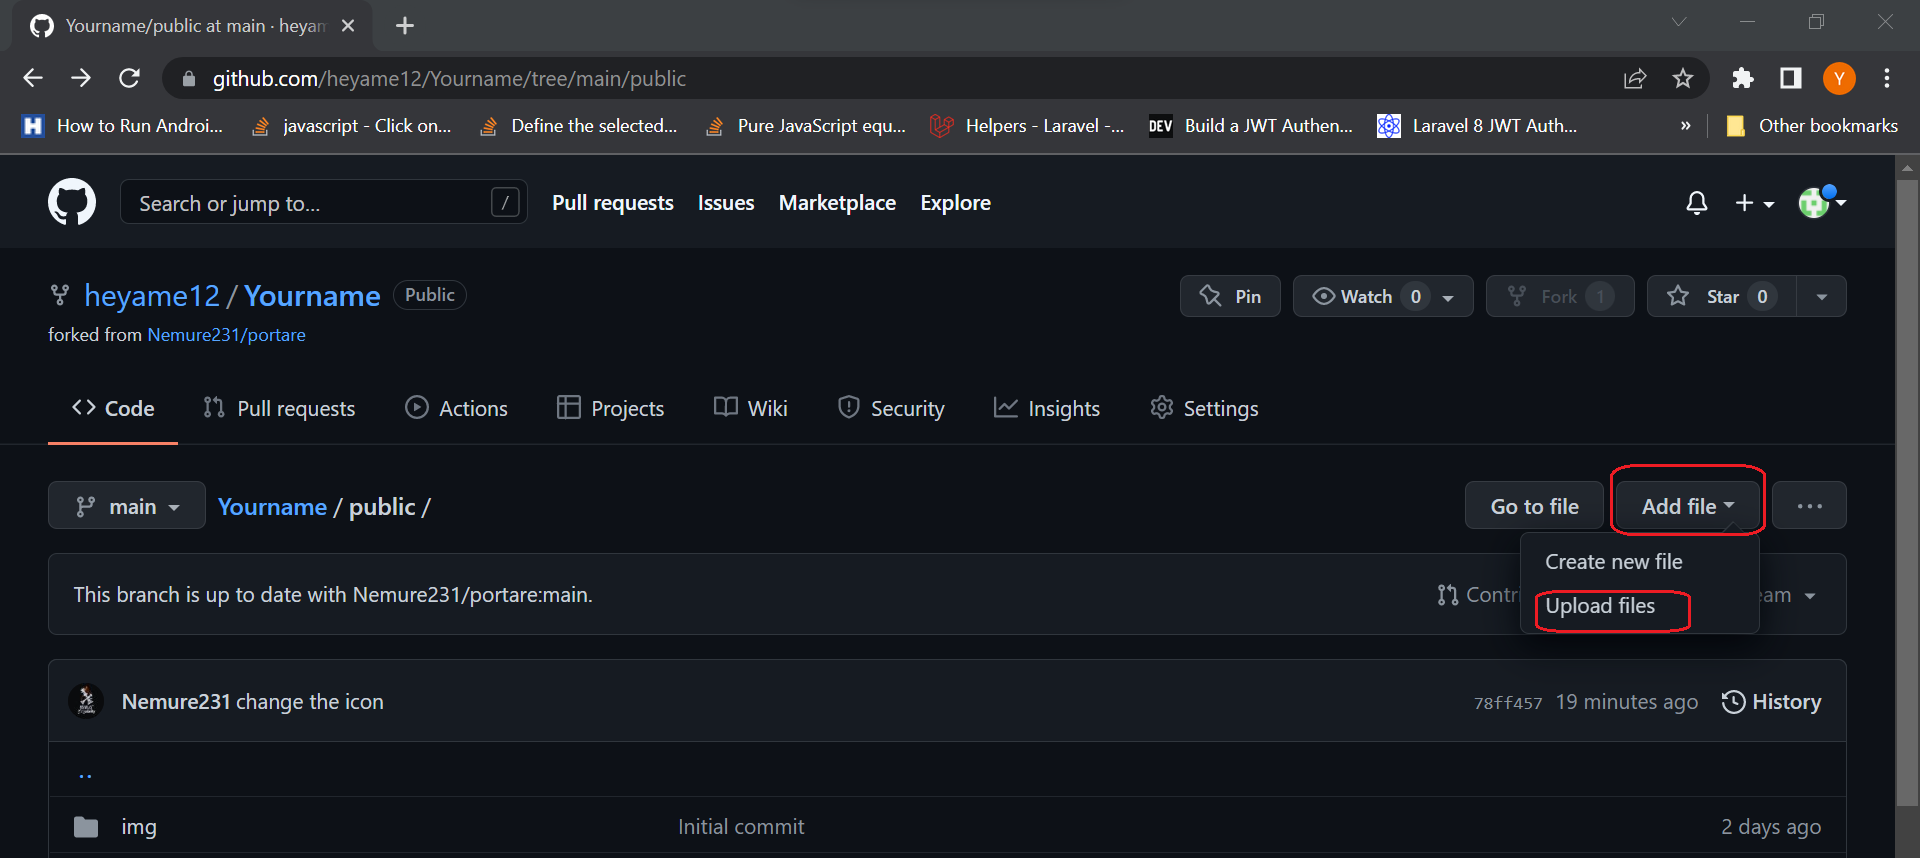 Yourname/public at main · heyam
github.com/heyame12/Yourname/tree/main/public
Y
How to Run Androi... javascript - Click on... Define the selected... Pure JavaScript equ... Helpers - Laravel -... DEV Build a JWT Authen... Laravel 8 JWT Auth... » Other bookmarks
Search or jump to... / Pull requests Issues Marketplace Explore
heyame12 / Yourname Public Pin Watch 0 Fork 1 Star 0
forked from Nemure231/portare
Code Pull requests Actions Projects Wiki Security Insights Settings
main Yourname / public / Go to file Add file ...
Create new file
This branch is up to date with Nemure231/portare:main. Contri eam
Upload files
Nemure231 change the icon 78ff457 19 minutes ago History
..
img Initial commit 2 days ago